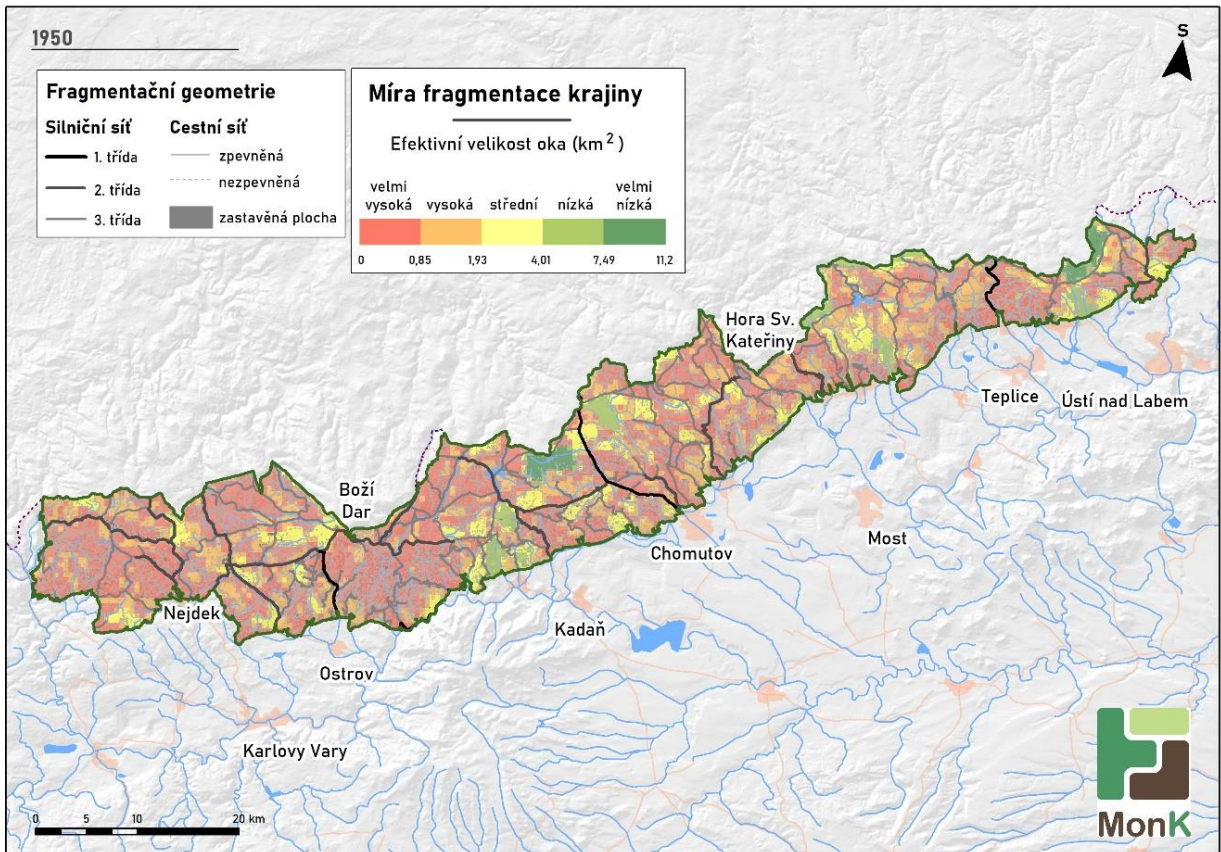 1950
S
Fragmentační geometrie
Silniční síť
Cestní síť
1. třída
zpevněná
2. třída
nezpevněná
3. třída
zastavěná plocha
Míra fragmentace krajiny
Efektivní velikost oka (km²)
velmi vysoká
vysoká
střední
nízká
velmi nízká
0 0,85 1,93 4,01 7,49 11,2
Hora Sv.
Kateřiny
Teplice
Ústí nad Labem
Boží
Dar
Most
Chomutov
Nejdek
Kadaň
Ostrov
Karlovy Vary
0 5 10 20 km
MonK